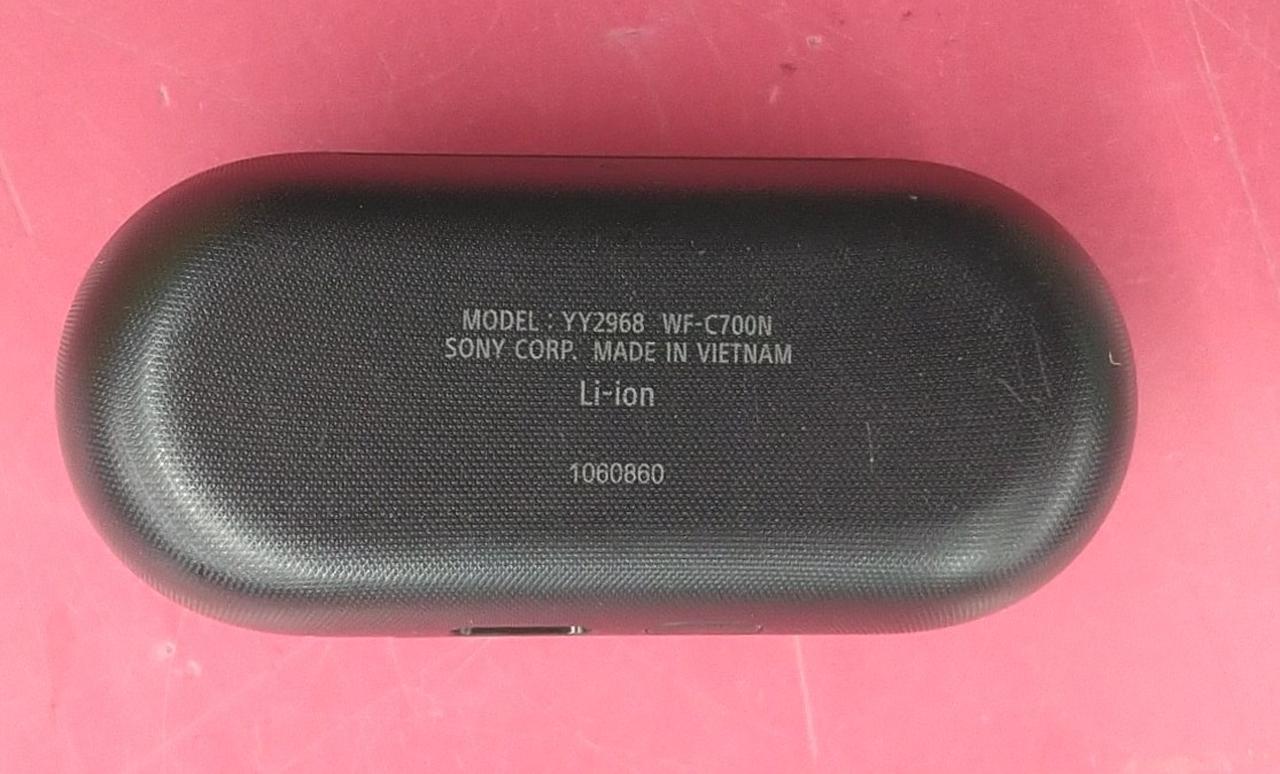 MODEL : YY2968 WF-C700N
SONY CORP. MADE IN VIETNAM
Li-ion
1060860